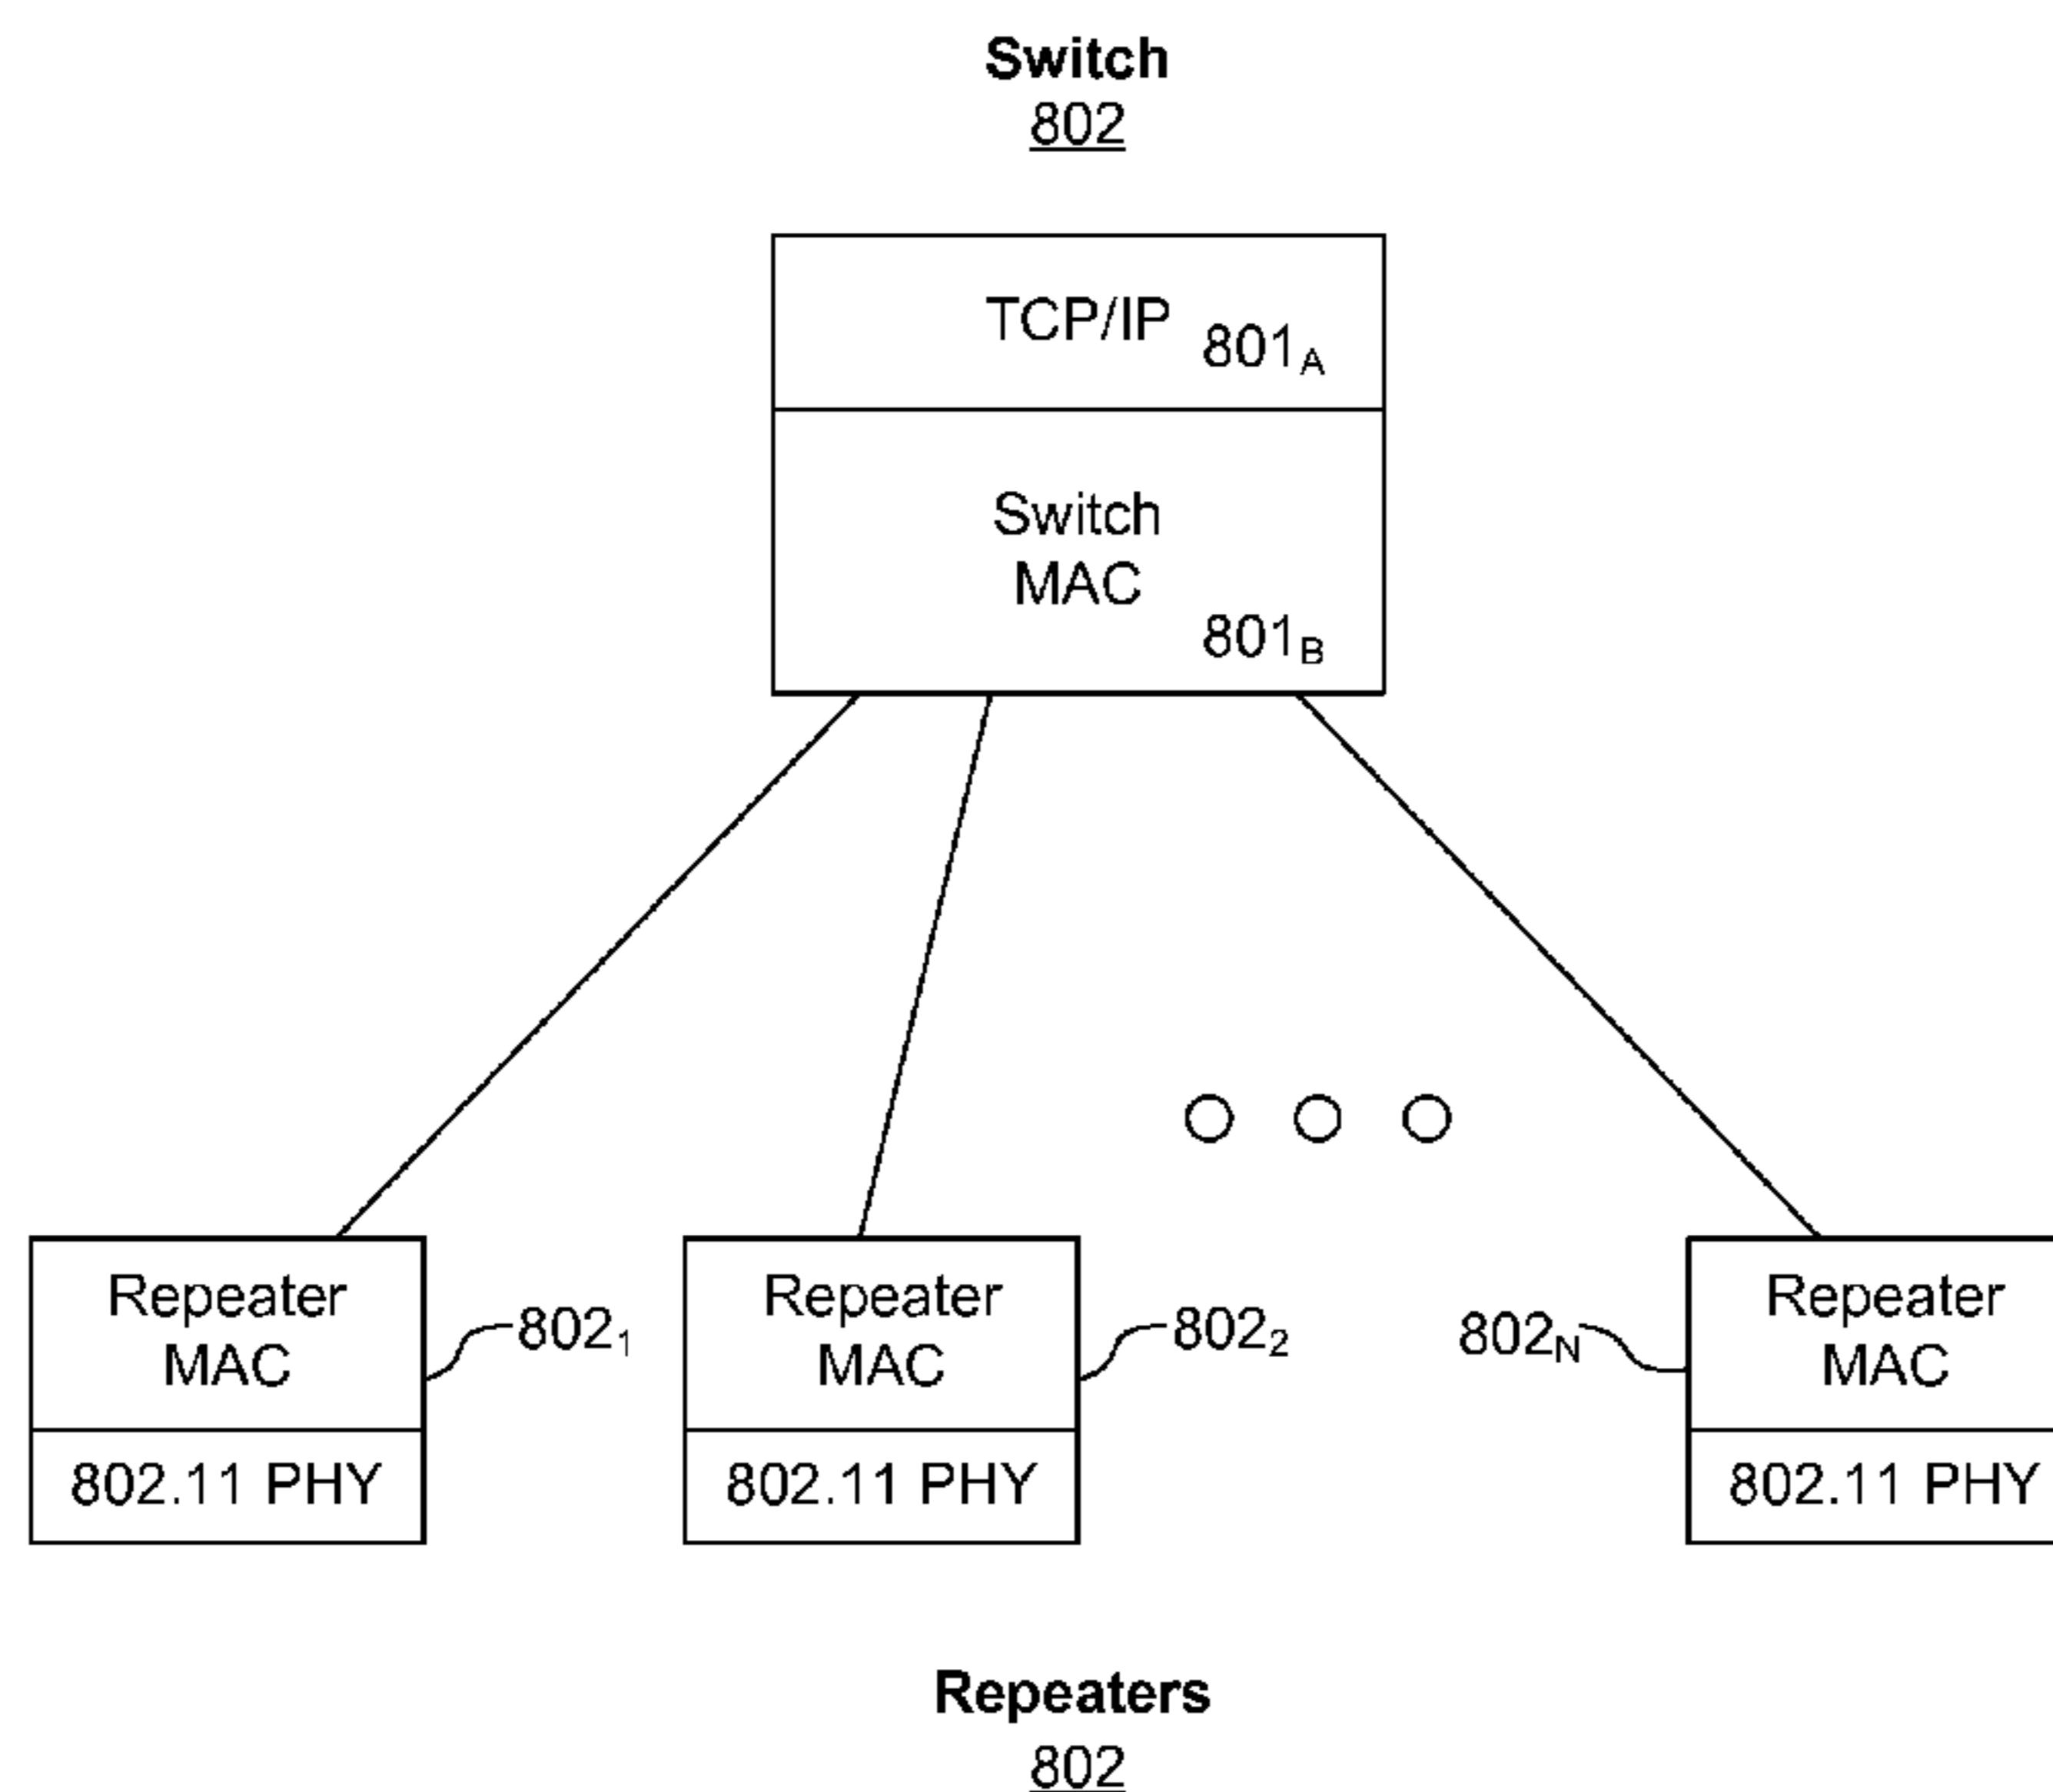 Switch
802
TCP/IP 801A
Switch
MAC
801B
Repeater
MAC
802.11 PHY
8021
Repeater
MAC
802.11 PHY
8022
802N
Repeater
MAC
802.11 PHY
Repeaters
802